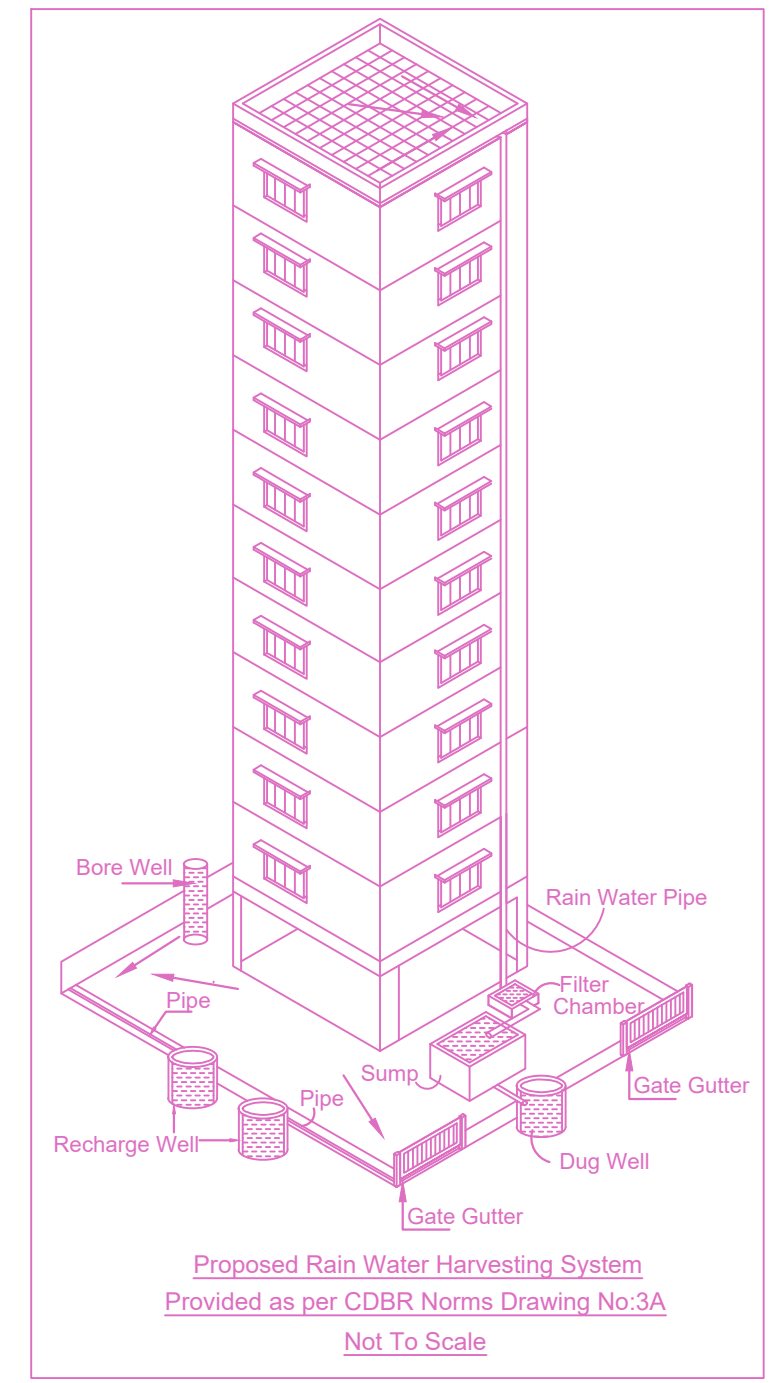 Bore Well
Rain Water Pipe
Filter
Chamber
Pipe
Sump
Gate Gutter
Pipe
Recharge Well
Dug Well
Gate Gutter
Proposed Rain Water Harvesting System
Provided as per CDBR Norms Drawing No:3A
Not To Scale